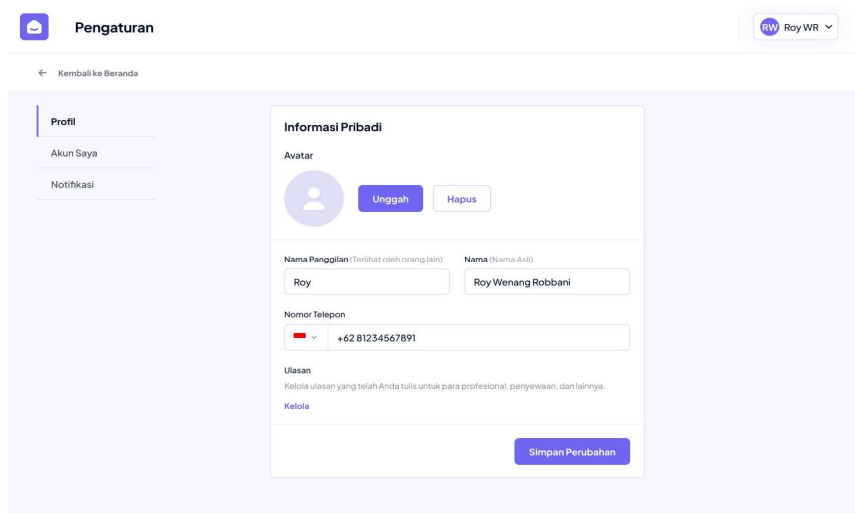 Pengaturan
RW Roy WR
Kembali ke Beranda
Profil
Akun Saya
Notifikasi
Informasi Pribadi
Avatar
Unggah Hapus
Nama Panggilan (Terlihat oleh orang lain) Nama (Nama Asli)
Roy Roy Wenang Robbani
Nomor Telepon
+62 81234567891
Ulasan
Kelola ulasan yang telah Anda tulis untuk para profesional, penyewaan, dan lainnya.
Kelola
Simpan Perubahan